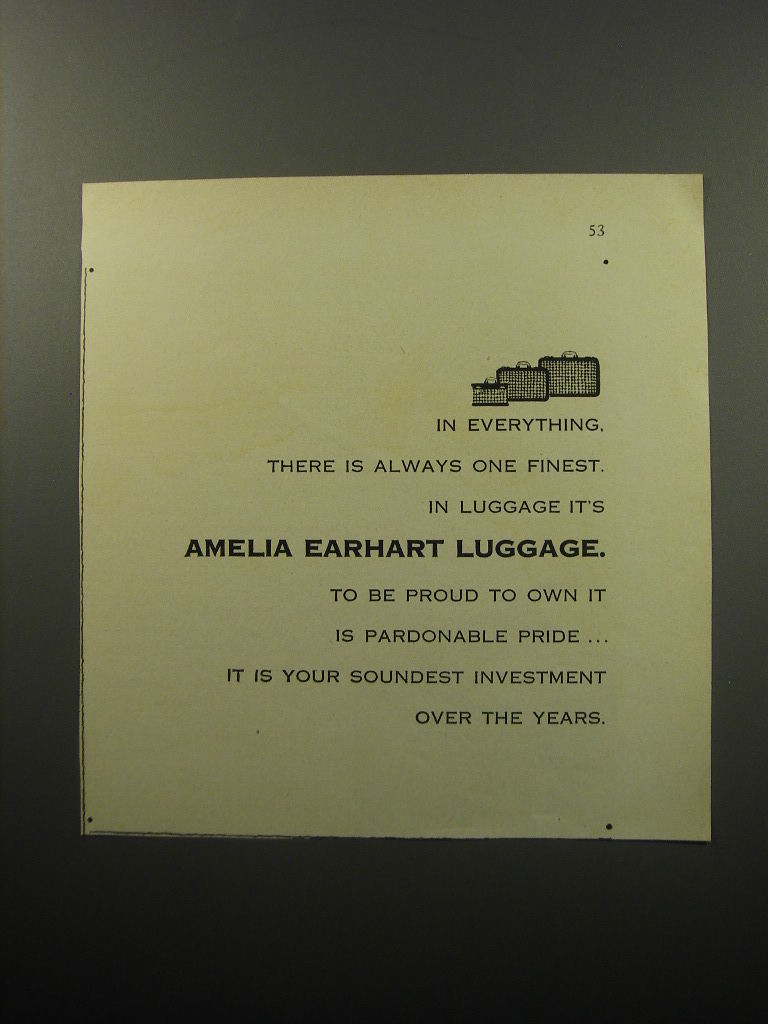 53
IN EVERYTHING,
THERE IS ALWAYS ONE FINEST.
IN LUGGAGE IT'S
AMELIA EARHART LUGGAGE.
TO BE PROUD TO OWN IT
IS PARDONABLE PRIDE ...
IT IS YOUR SOUNDEST INVESTMENT
OVER THE YEARS.